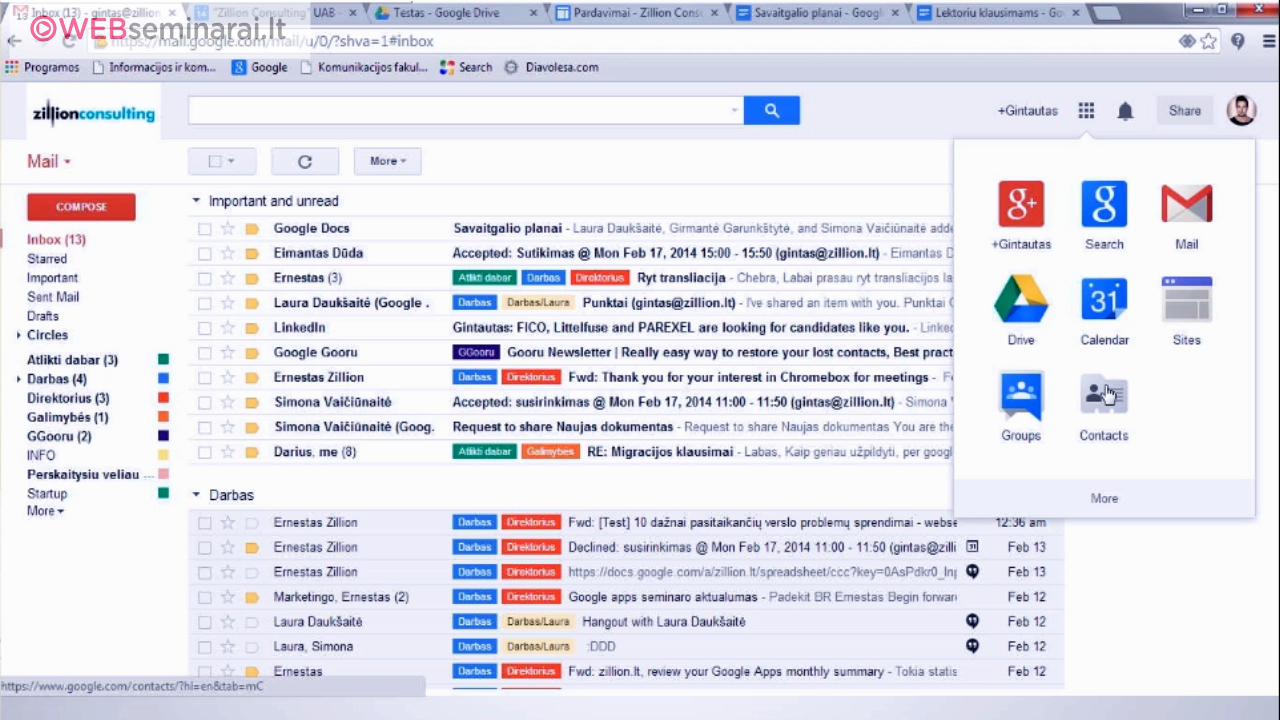 Inbox (13) - gintas@zillion
"Zillion Consulting" UAB -
Testas - Google Drive
Pardavimai - Zillion Cons
Savaitgalio planai - Google
Lektoriu klausimams - Go
©WEBseminarai.lt
https://mail.google.com/mail/u/0/?shva=1#inbox
Programos
Informacijos ir kom...
Google
Komunikacijos fakul...
Search
Diavolesa.com
zillionconsulting
+Gintautas
Share
Mail
More
COMPOSE
Inbox (13)
Starred
Important
Sent Mail
Drafts
Circles
Atlikti dabar (3)
Darbas (4)
Direktorius (3)
Galimybės (1)
GGooru (2)
INFO
Perskaitysiu veliau ...
Startup
More
Important and unread
Google Docs Savaitgalio planai - Laura Daukšaitė, Girmantė Garunkštytė, and Simona Vaičiūnaitė adde
Eimantas Dūda Accepted: Sutikimas @ Mon Feb 17, 2014 15:00 - 15:50 (gintas@zillion.lt) - Eimantas D
Ernestas (3) Atlikti dabar Darbas Direktorius Ryt transliacija - Chebra, Labai prasau ryt transliacijos l
Laura Daukšaitė (Google . Darbas Darbas/Laura Punktai (gintas@zillion.lt) - I've shared an item with you. Punktai
LinkedIn Gintautas: FICO, Littelfuse and PAREXEL are looking for candidates like you. - Linked
Google Gooru GGooru Gooru Newsletter | Really easy way to restore your lost contacts, Best pract
Ernestas Zillion Darbas Direktorius Fwd: Thank you for your interest in Chromebox for meetings -
Simona Vaičiūnaitė Accepted: susirinkimas @ Mon Feb 17, 2014 11:00 - 11:50 (gintas@zillion.lt) - Simona
Simona Vaičiūnaitė (Goog. Request to share Naujas dokumentas - Request to share Naujas dokumentas You are the
Darius, me (8) Atlikti dabar Galimybės RE: Migracijos klausimai - Labas, Kaip geriau užpildyti, per googl
Darbas
Ernestas Zillion Darbas Direktorius Fwd: [Test] 10 dažnai pasitaikančių verslo problemų sprendimai - webse 12:36 am
Ernestas Zillion Darbas Direktorius Declined: susirinkimas @ Mon Feb 17, 2014 11:00 - 11:50 (gintas@zilli Feb 13
Ernestas Zillion Darbas Direktorius https://docs.google.com/a/zillion.lt/spreadsheet/ccc?key=0AsPdkr0_Inp Feb 13
Marketingo, Ernestas (2) Darbas Direktorius Google apps seminaro aktualumas - Padekit BR Ernestas Begin forwar Feb 12
Laura Daukšaitė Darbas Darbas/Laura Hangout with Laura Daukšaitė Feb 12
Laura, Simona Darbas Darbas/Laura :DDD Feb 12
Ernestas Darbas Direktorius Fwd: zillion.lt, review your Google Apps monthly summary - Tokia statis Feb 12
+Gintautas
Search
Mail
Drive
31
Calendar
Sites
Groups
Contacts
More
https://www.google.com/contacts/?hl=en&tab=mC